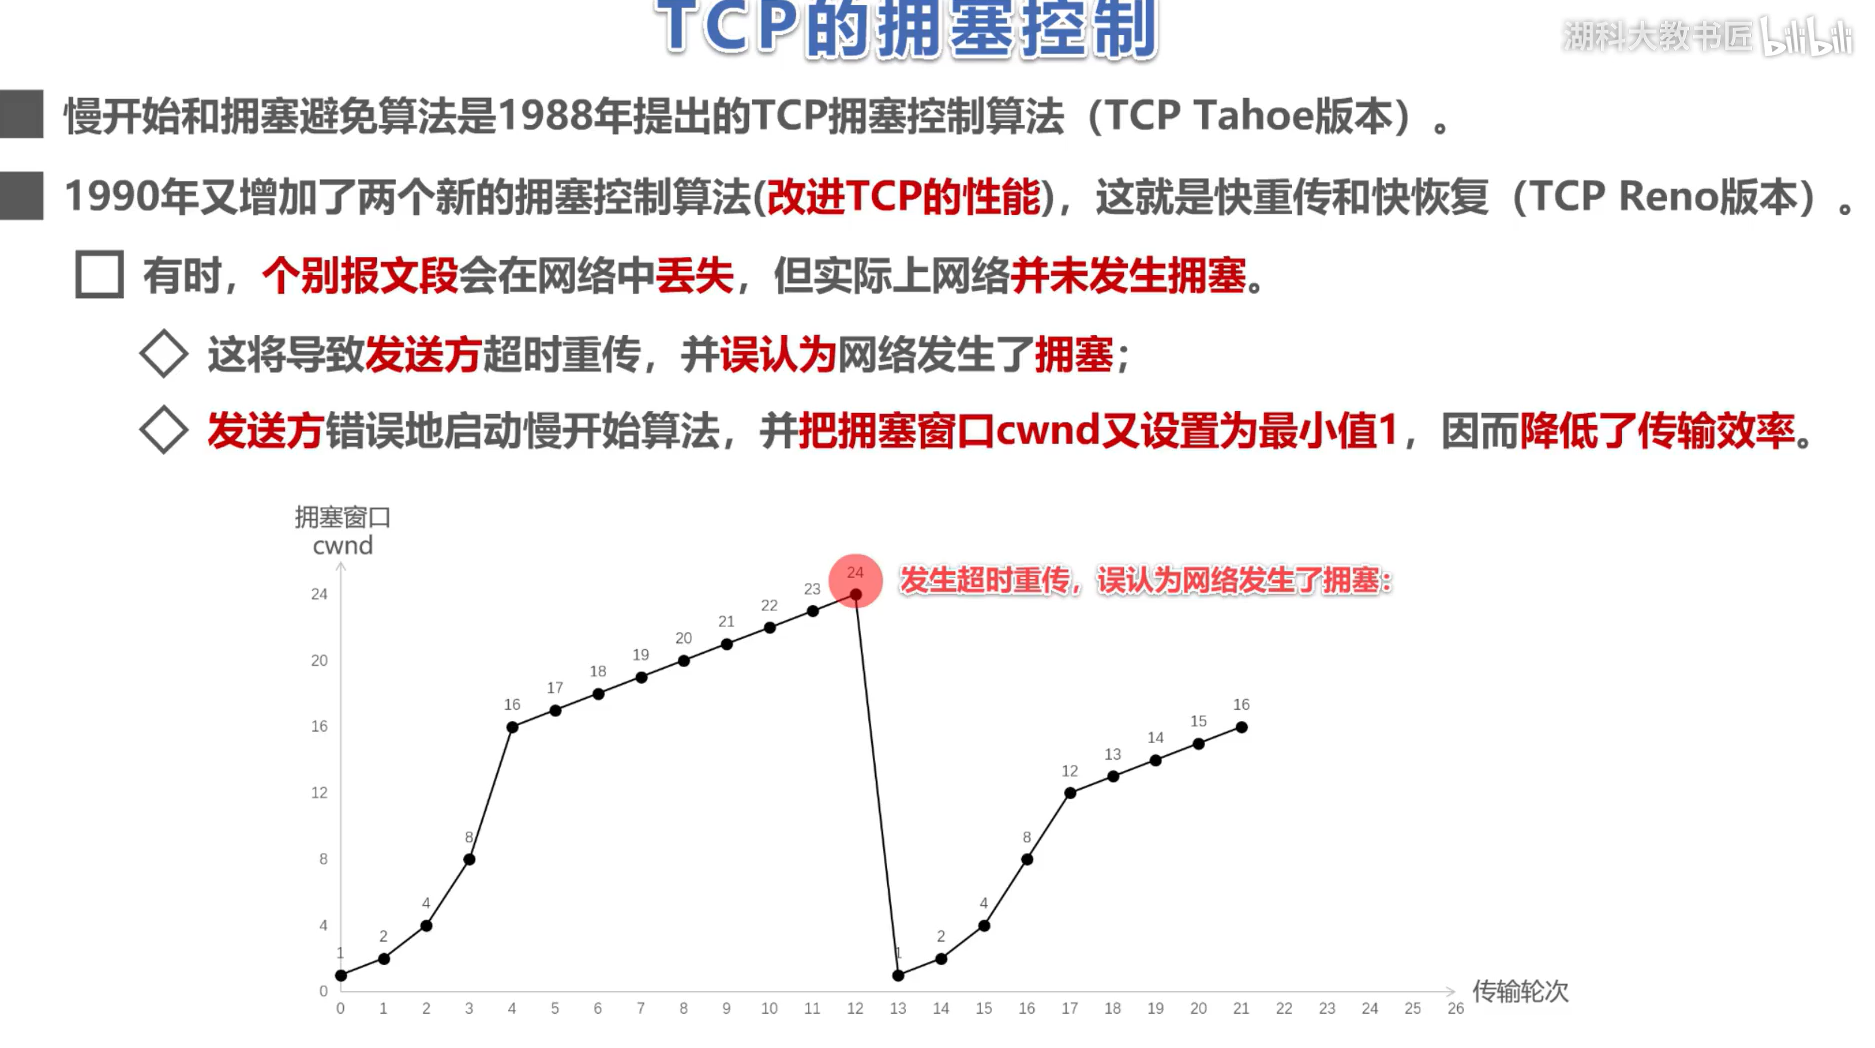 TCP的拥塞控制
湖科大教书匠 bilibili
慢开始和拥塞避免算法是1988年提出的TCP拥塞控制算法（TCP Tahoe版本）。
1990年又增加了两个新的拥塞控制算法(改进TCP的性能)，这就是快重传和快恢复（TCP Reno版本）。
有时，个别报文段会在网络中丢失，但实际上网络并未发生拥塞。
这将导致发送方超时重传，并误认为网络发生了拥塞；
发送方错误地启动慢开始算法，并把拥塞窗口cwnd又设置为最小值1，因而降低了传输效率。
拥塞窗口
cwnd
发生超时重传，误认为网络发生了拥塞：
24
20
16
12
8
4
0
1 2 4 8 16 17 18 19 20 21 22 23 24 1 2 4 8 12 13 14 15 16
0 1 2 3 4 5 6 7 8 9 10 11 12 13 14 15 16 17 18 19 20 21 22 23 24 25 26
传输轮次